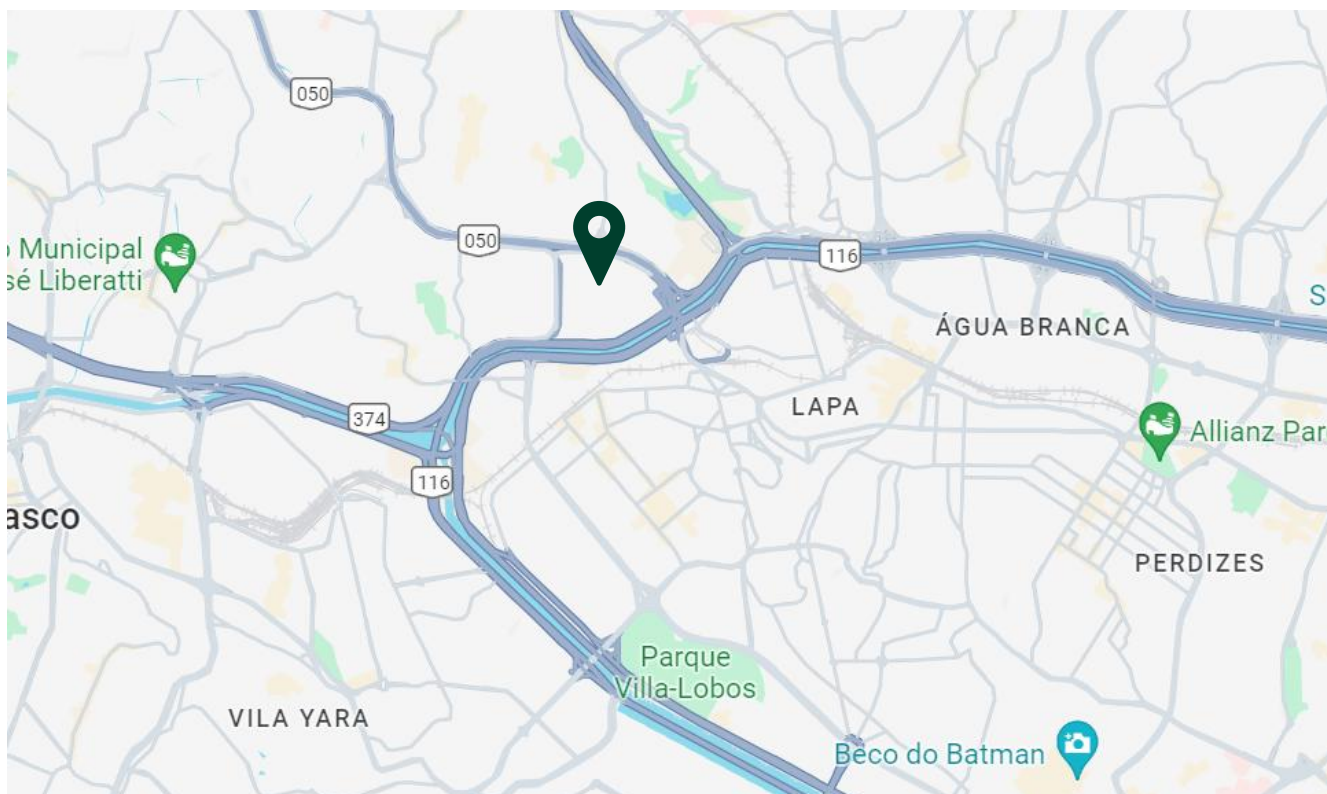 050
050
o Municipal
sé Liberatti
116
S
ÁGUA BRANCA
LAPA
374
Allianz Par
116
asco
PERDIZES
Parque
Villa-Lobos
VILA YARA
Beco do Batman